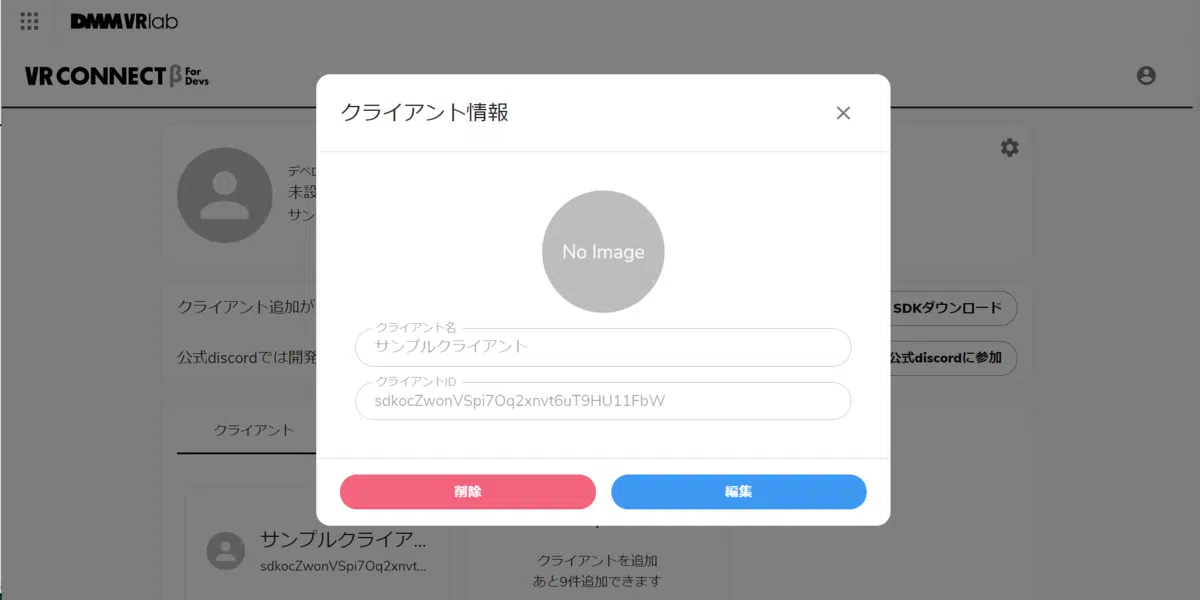 DMM VR lab
VR CONNECT β For Devs
クライアント情報
デベロ
未設
サン
No Image
クライアント名
サンプルクライアント
クライアントID
sdkocZwonVSpi7Oq2xnvt6uT9HU11FbW
クライアント追加が
SDKダウンロード
公式discordでは開発
公式discordに参加
クライアント
削除
編集
サンプルクライア...
sdkocZwonVSpi7Oq2xnvt...
クライアントを追加
あと9件追加できます